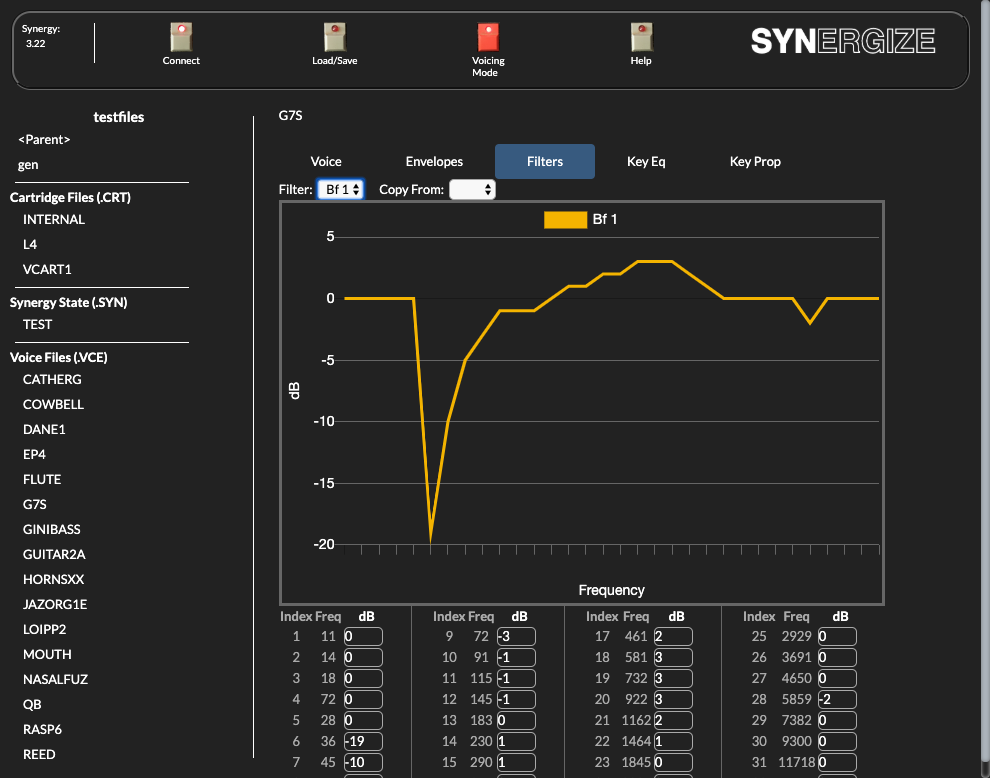 Synergy:
3.22
Connect
Load/Save
Voicing
Mode
Help
SYNERGIZE
testfiles
<Parent>
gen
Cartridge Files (.CRT)
INTERNAL
L4
VCART1
Synergy State (.SYN)
TEST
Voice Files (.VCE)
CATHERG
COWBELL
DANE1
EP4
FLUTE
G7S
GINIBASS
GUITAR2A
HORNSXX
JAZORG1E
LOIPP2
MOUTH
NASALFUZ
QB
RASP6
REED
G7S
Voice Envelopes Filters Key Eq Key Prop
Filter: Bf 1 Copy From:
Bf 1
5
0
-5
-10
-15
-20
dB
Frequency
Index Freq dB Index Freq dB Index Freq dB Index Freq dB
1 11 0 9 72 -3 17 461 2 25 2929 0
2 14 0 10 91 -1 18 581 3 26 3691 0
3 18 0 11 115 -1 19 732 3 27 4650 0
4 72 0 12 145 -1 20 922 3 28 5859 -2
5 28 0 13 183 0 21 1162 2 29 7382 0
6 36 -19 14 230 1 22 1464 1 30 9300 0
7 45 -10 15 290 1 23 1845 0 31 11718 0